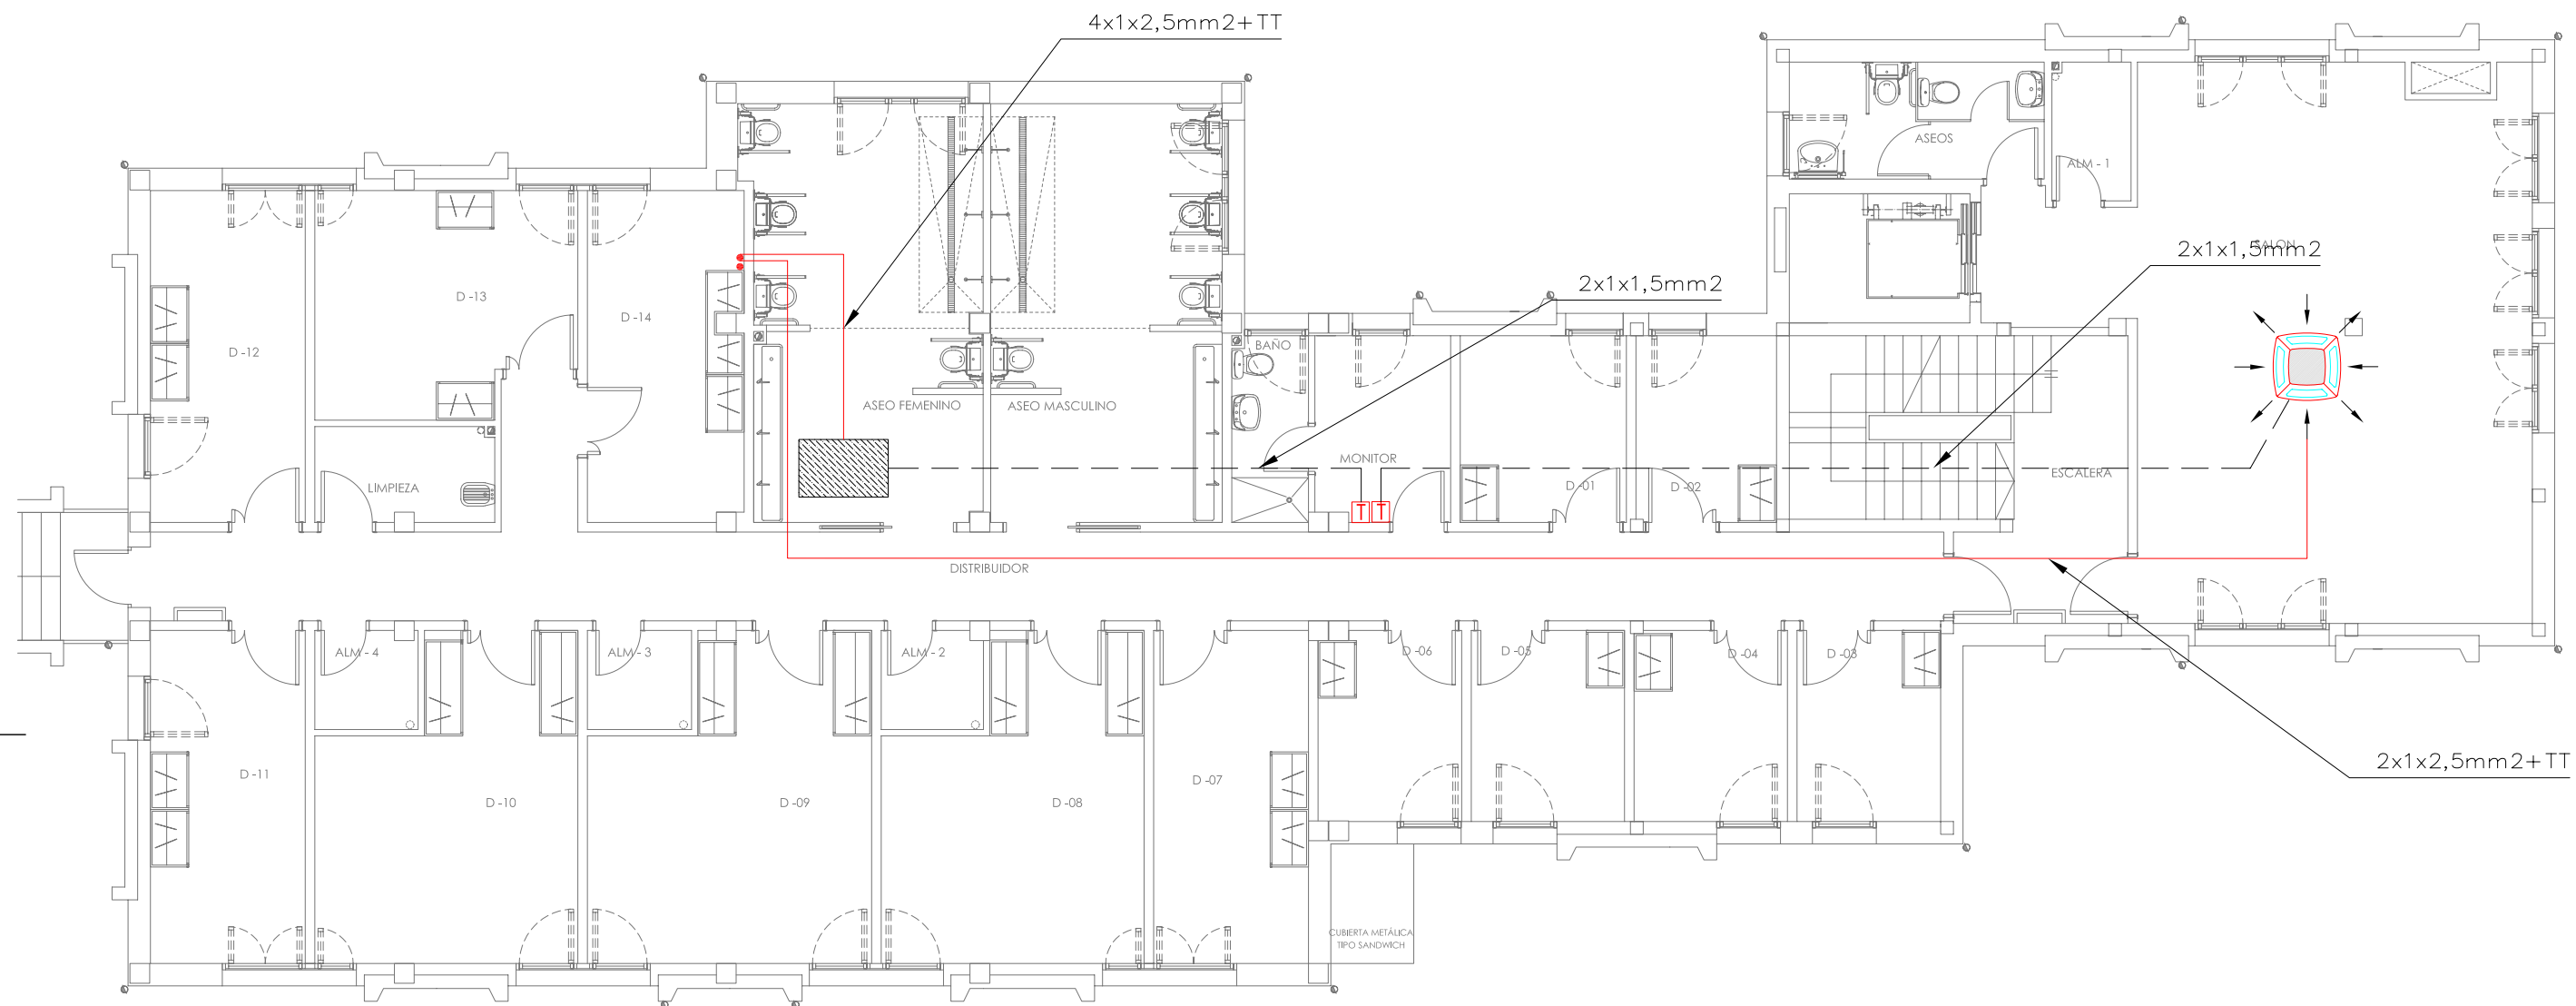 4x1x2,5mm2+TT
ASEOS
ALM - 1
2x1x1,5mm2
SALON
2x1x1,5mm2
D -13
D -14
D -12
BAÑO
ASEO FEMENINO
ASEO MASCULINO
MONITOR
T
T
LIMPIEZA
D -01
D -02
ESCALERA
DISTRIBUIDOR
ALM - 4
ALM - 3
ALM - 2
D -06
D -05
D -04
D -03
2x1x2,5mm2+TT
D -11
D -10
D -09
D -08
D -07
CUBIERTA METÁLICA
TIPO SANDWICH